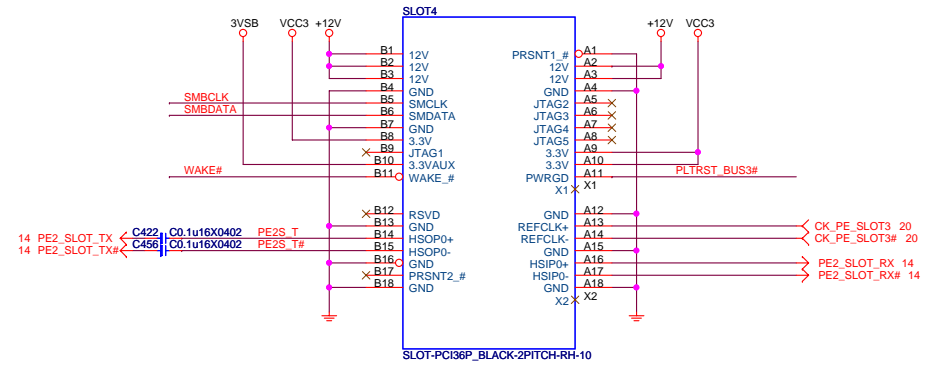 SLOT4
3VSB VCC3 +12V +12V VCC3
B1 12V PRSNT1_# A1
B2 12V 12V A2
B3 12V 12V A3
B4 GND GND A4
SMBCLK B5 SMCLK JTAG2 A5
SMBDATA B6 SMDATA JTAG3 A6
B7 GND JTAG4 A7
B8 3.3V JTAG5 A8
B9 JTAG1 3.3V A9
B10 3.3VAUX 3.3V A10
WAKE# B11 WAKE_# PWRGD A11 PLTRST_BUS3#
X1 X1
B12 RSVD GND A12
B13 GND REFCLK+ A13 CK_PE_SLOT3 20
14 PE2_SLOT_TX C422 C0.1u16X0402 PE2S_T B14 HSOP0+ REFCLK- A14 CK_PE_SLOT3# 20
14 PE2_SLOT_TX# C456 C0.1u16X0402 PE2S_T# B15 HSOP0- GND A15
B16 GND HSIP0+ A16 PE2_SLOT_RX 14
B17 PRSNT2_# HSIP0- A17 PE2_SLOT_RX# 14
B18 GND GND A18
X2 X2
SLOT-PCI36P_BLACK-2PITCH-RH-10